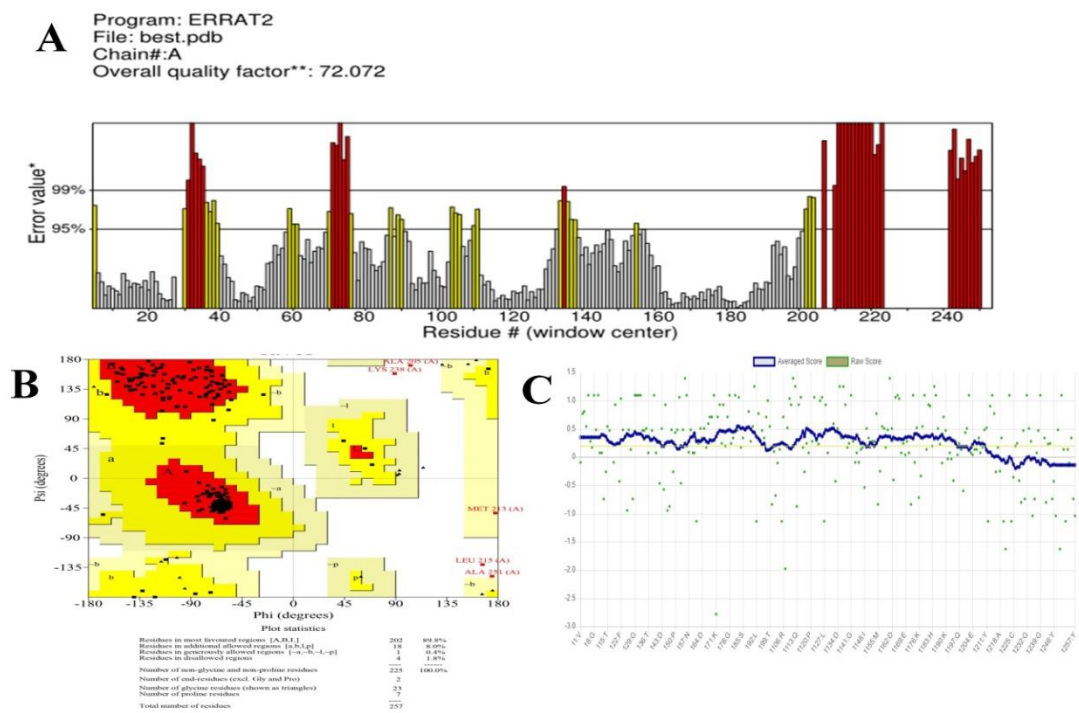 Program: ERRAT2
File: best.pdb
Chain#:A
Overall quality factor**: 72.072
A
Error value*
99%
95%
20 40 60 80 100 120 140 160 180 200 220 240
Residue # (window center)
B
180
135
90
45
0
-45
-90
-135
-180
Psi (degrees)
ALA 205 (A)
LYS 238 (A)
MET 213 (A)
LEU 215 (A)
ALA 251 (A)
b
~b
~b
~l
l
a
A
~a
~b
b
~p
p
~b
-180 -135 -90 -45 0 45 90 135 180
Phi (degrees)
Plot statistics
Residues in most favoured regions [A,B,L] 202 89.8%
Residues in additional allowed regions [a,b,l,p] 18 8.0%
Residues in generously allowed regions [~a,~b,~l,~p] 1 0.4%
Residues in disallowed regions 4 1.8%
Number of non-glycine and non-proline residues 225 100.0%
Number of end-residues (excl. Gly and Pro) 2
Number of glycine residues (shown as triangles) 23
Number of proline residues 7
Total number of residues 257
C
Averaged Score Raw Score
1.5
1.0
0.5
0
-0.5
-1.0
-1.5
-2.0
-2.5
-3.0